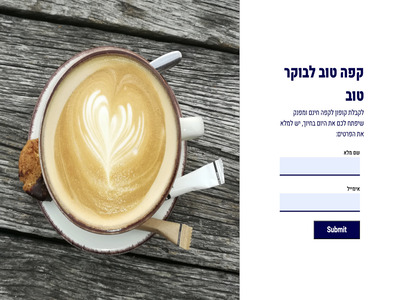 קפה טוב לבוקר
טוב
לקבלת קופון לקפה חינם ומפנק
שיפתח לכם את היום בחיוך, יש למלא
את הפרטים:
שם מלא
אימייל
Submit